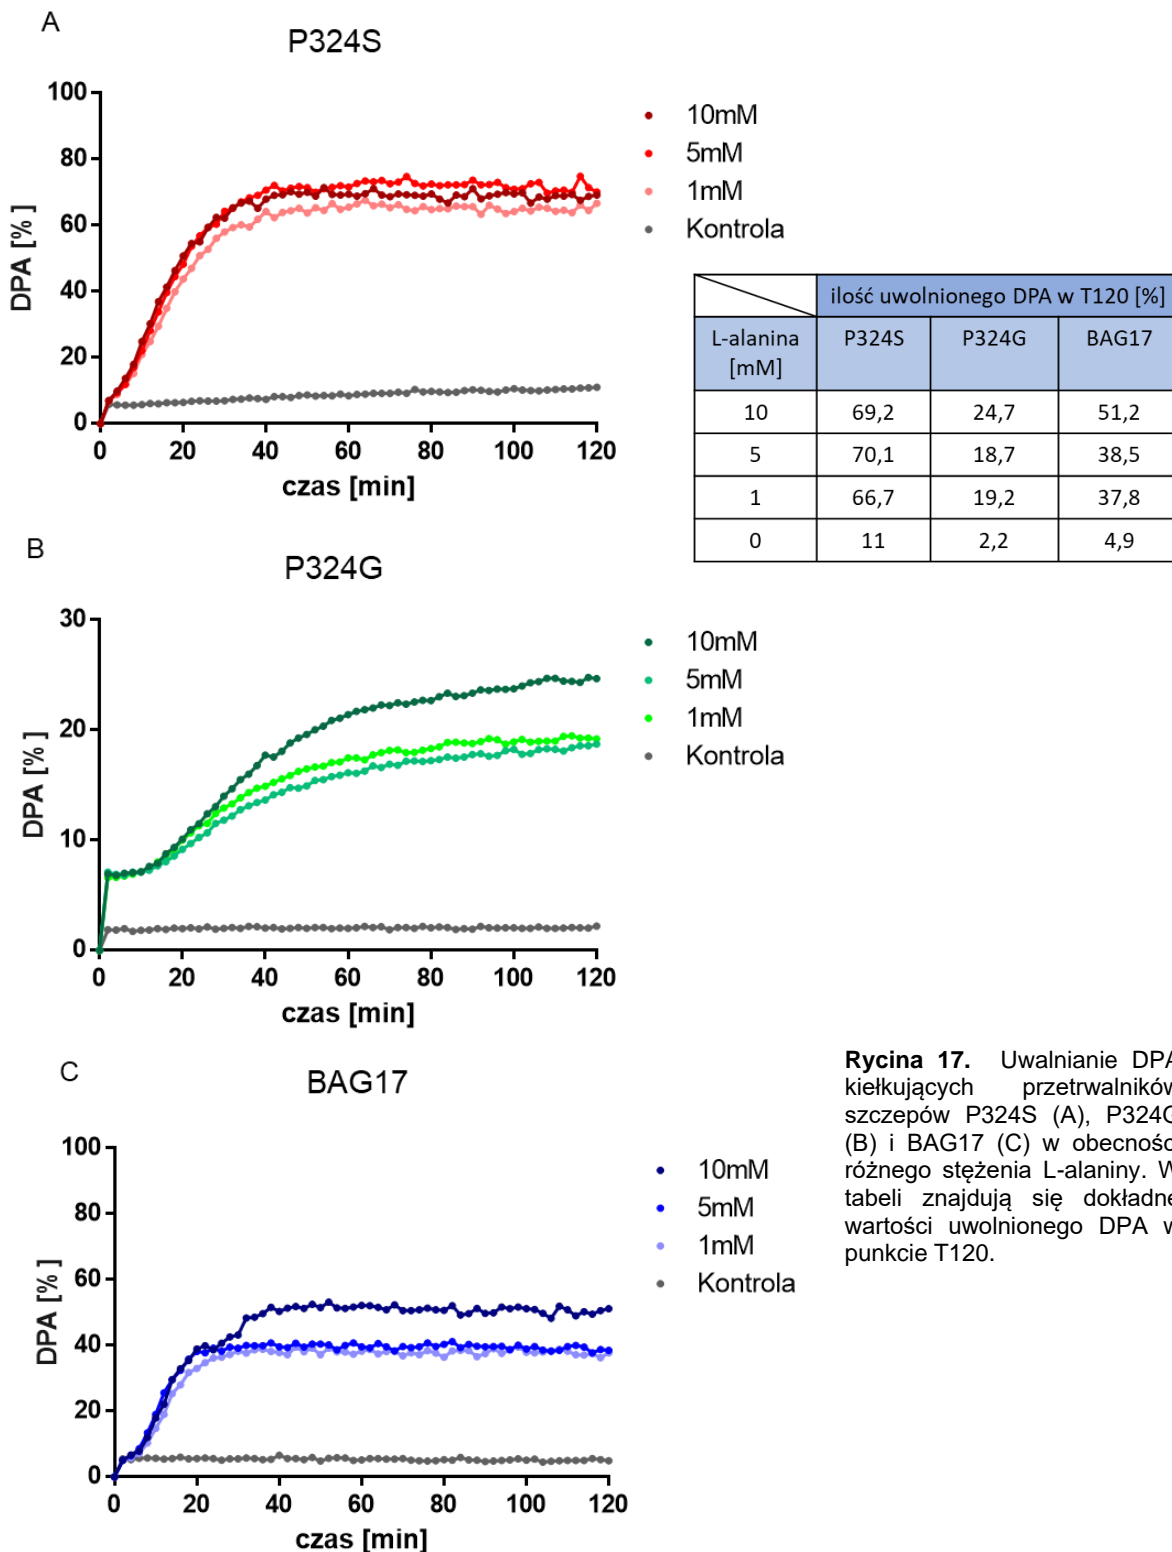 A
P324S
100
80
60
40
20
0
DPA [% ]
0 20 40 60 80 100 120
czas [min]
10mM
5mM
1mM
Kontrola
ilość uwolnionego DPA w T120 [%]
L-alanina [mM] P324S P324G BAG17
10 69,2 24,7 51,2
5 70,1 18,7 38,5
1 66,7 19,2 37,8
0 11 2,2 4,9
B
P324G
30
20
10
0
DPA [% ]
0 20 40 60 80 100 120
czas [min]
10mM
5mM
1mM
Kontrola
C
BAG17
100
80
60
40
20
0
DPA [% ]
0 20 40 60 80 100 120
czas [min]
10mM
5mM
1mM
Kontrola
Rycina 17. Uwalnianie DPA
kiełkujących przetrwalników
szczepów P324S (A), P324G
(B) i BAG17 (C) w obecności
różnego stężenia L-alaniny. W
tabeli znajdują się dokładne
wartości uwolnionego DPA w
punkcie T120.